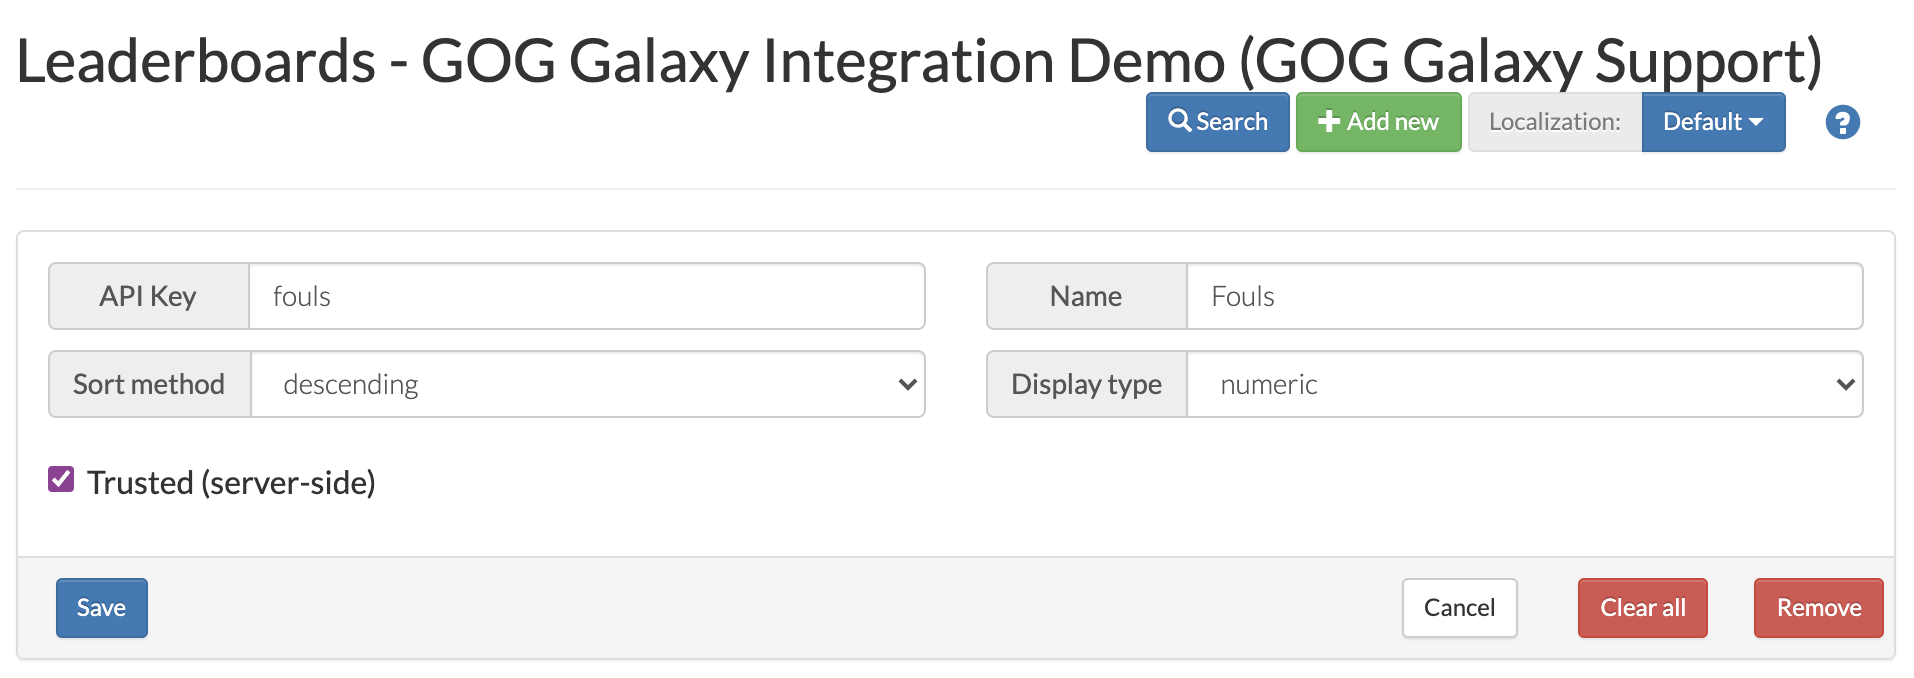 Leaderboards - GOG Galaxy Integration Demo (GOG Galaxy Support)
Search Add new Localization: Default ?
API Key fouls Name Fouls
Sort method descending Display type numeric
Trusted (server-side)
Save Cancel Clear all Remove